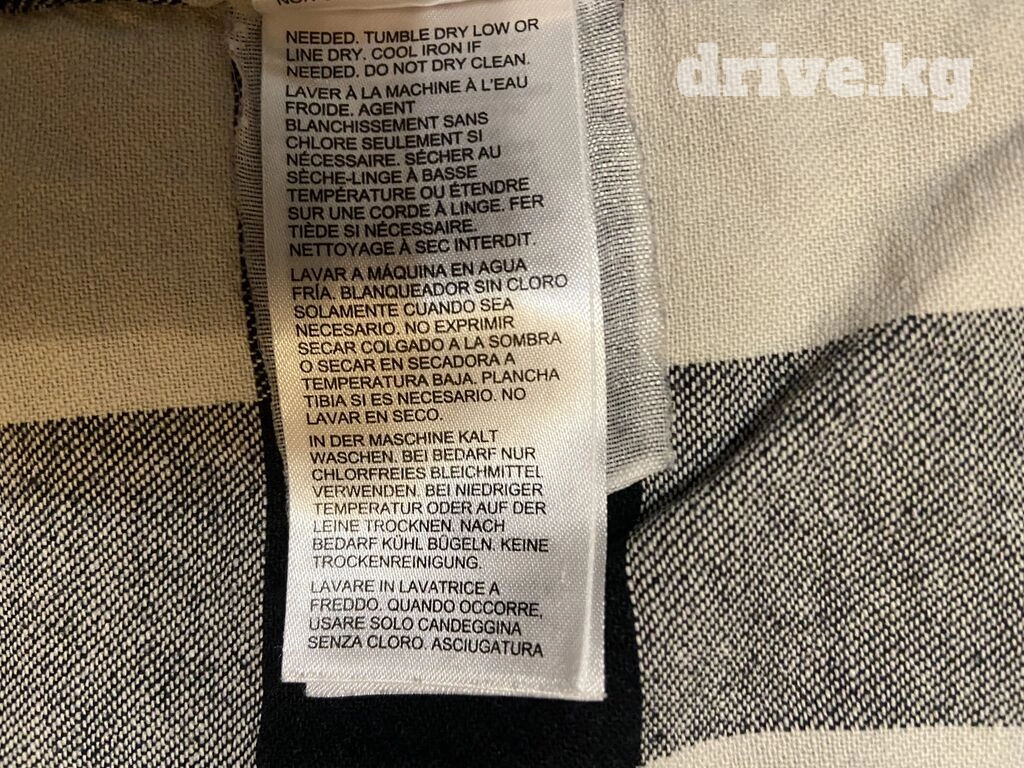 NEEDED. TUMBLE DRY LOW OR
LINE DRY. COOL IRON IF
NEEDED. DO NOT DRY CLEAN.
LAVER À LA MACHINE À L'EAU
FROIDE. AGENT
BLANCHISSEMENT SANS
CHLORE SEULEMENT SI
NÉCESSAIRE. SÉCHER AU
SÈCHE-LINGE À BASSE
TEMPÉRATURE OU ÉTENDRE
SUR UNE CORDE À LINGE. FER
TIÈDE SI NÉCESSAIRE.
NETTOYAGE À SEC INTERDIT.
LAVAR A MÁQUINA EN AGUA
FRÍA. BLANQUEADOR SIN CLORO
SOLAMENTE CUANDO SEA
NECESARIO. NO EXPRIMIR
SECAR COLGADO A LA SOMBRA
O SECAR EN SECADORA A
TEMPERATURA BAJA. PLANCHA
TIBIA SI ES NECESARIO. NO
LAVAR EN SECO.
IN DER MASCHINE KALT
WASCHEN. BEI BEDARF NUR
CHLORFREIES BLEICHMITTEL
VERWENDEN. BEI NIEDRIGER
TEMPERATUR ODER AUF DER
LEINE TROCKNEN. NACH
BEDARF KÜHL BÜGELN. KEINE
TROCKENREINIGUNG.
LAVARE IN LAVATRICE A
FREDDO. QUANDO OCCORRE,
USARE SOLO CANDEGGINA
SENZA CLORO. ASCIUGATURA
drive.kg